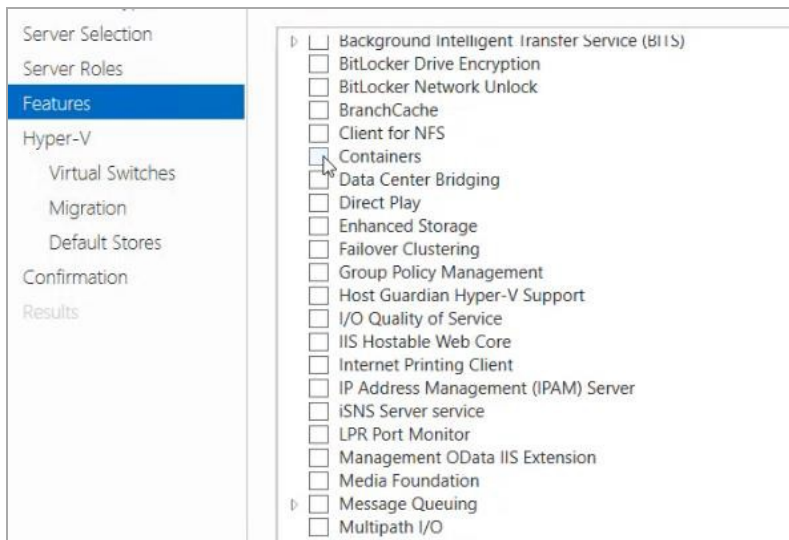 Server Selection
Server Roles
Features
Hyper-V
Virtual Switches
Migration
Default Stores
Confirmation
Results
Background Intelligent Transfer Service (BITS)
BitLocker Drive Encryption
BitLocker Network Unlock
BranchCache
Client for NFS
Containers
Data Center Bridging
Direct Play
Enhanced Storage
Failover Clustering
Group Policy Management
Host Guardian Hyper-V Support
I/O Quality of Service
IIS Hostable Web Core
Internet Printing Client
IP Address Management (IPAM) Server
iSNS Server service
LPR Port Monitor
Management OData IIS Extension
Media Foundation
Message Queuing
Multipath I/O